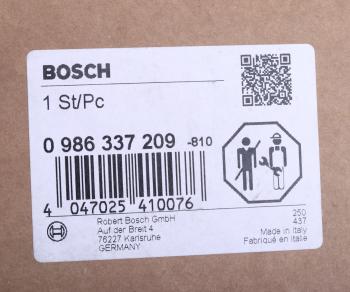 BOSCH
1 St/Pc
0 986 337 209 -810
4 047025 410076
Robert Bosch GmbH
Auf der Breit 4
76227 Karlsruhe
GERMANY
250
437
Made in Italy
Fabriqué en Italie